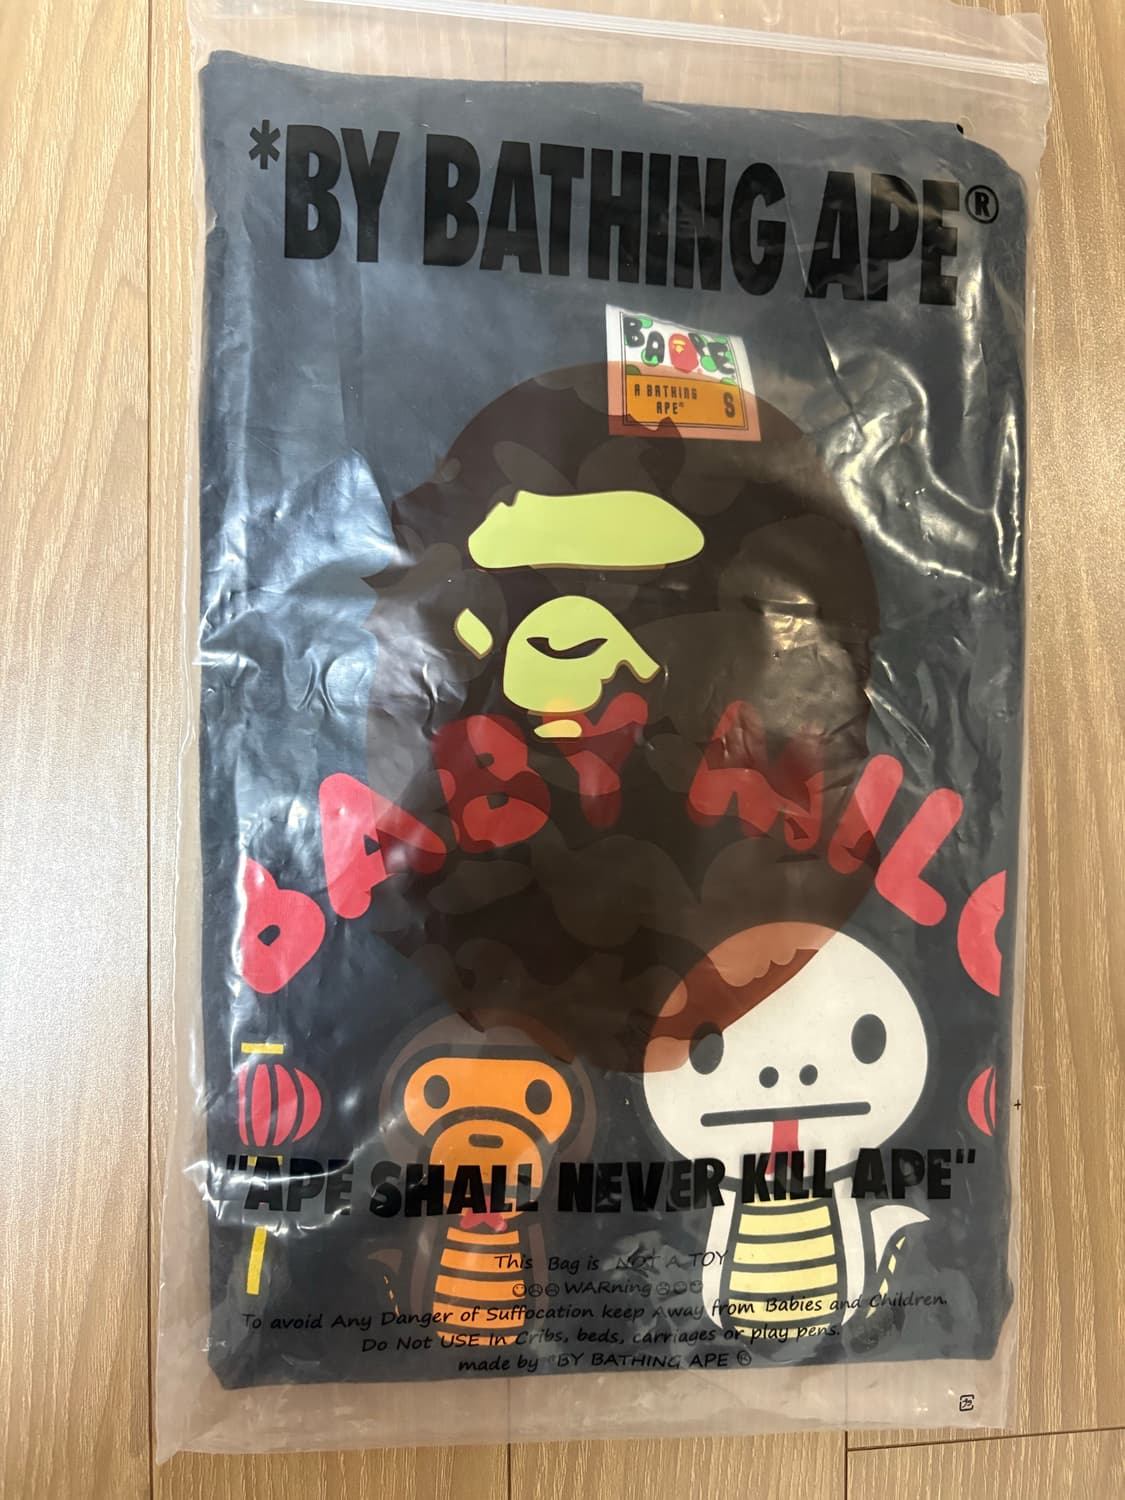 *BY BATHING APE®
BAPE
A BATHING
APE® S
BABY MILO
"APE SHALL NEVER KILL APE"
This Bag is NOT A TOY
WARning
To avoid Any Danger of Suffocation keep Away from Babies and Children.
Do Not USE In Cribs, beds, carriages or play pens.
made by *BY BATHING APE ®